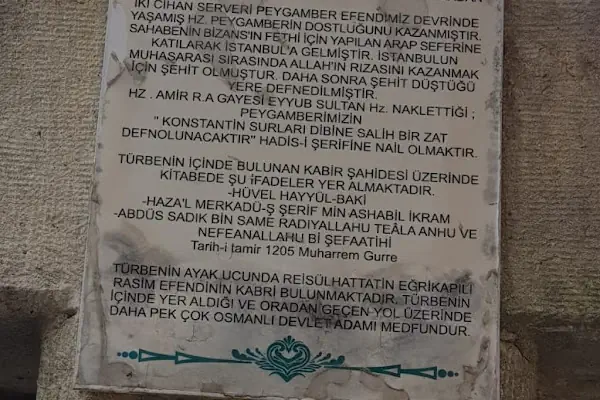 İKİ CİHAN SERVERİ PEYGAMBER EFENDİMİZ DEVRİNDE
YAŞAMIŞ HZ. PEYGAMBERİN DOSTLUĞUNU KAZANMIŞTIR.
SAHABENİN BİZANS'IN FETHİ İÇİN YAPILAN ARAP SEFERİNE
KATILARAK İSTANBUL'A GELMİŞTİR. İSTANBULUN
MUHASARASI SIRASINDA ALLAH'IN RIZASINI KAZANMAK
İÇİN ŞEHİT OLMUŞTUR. DAHA SONRA ŞEHİT DÜŞTÜĞÜ
YERE DEFNEDİLMİŞTİR.
HZ . AMİR R.A GAYESİ EYYUB SULTAN Hz. NAKLETTİĞİ ;
PEYGAMBERİMİZİN
" KONSTANTİN SURLARI DİBİNE SALİH BİR ZAT
DEFNOLUNACAKTIR" HADİS-İ ŞERİFİNE NAİL OLMAKTIR.
TÜRBENİN İÇİNDE BULUNAN KABİR ŞAHİDESİ ÜZERİNDE
KİTABEDE ŞU İFADELER YER ALMAKTADIR.
-HÜVEL HAYYÜL-BAKİ
-HAZA'L MERKADÜ-Ş ŞERİF MİN ASHABİL İKRAM
-ABDÜS SADIK BİN SAME RADIYALLAHU TEÂLA ANHU VE
NEFEANALLAHU Bİ ŞEFAATİHİ
Tarih-i tamir 1205 Muharrem Gurre
TÜRBENİN AYAK UCUNDA REİSÜLHATTATİN EĞRİKAPILI
RASİM EFENDİNİN KABRİ BULUNMAKTADIR. TÜRBENİN
İÇİNDE YER ALDIĞI VE ORADAN GEÇEN YOL ÜZERİNDE
DAHA PEK ÇOK OSMANLI DEVLET ADAMI MEDFUNDUR.